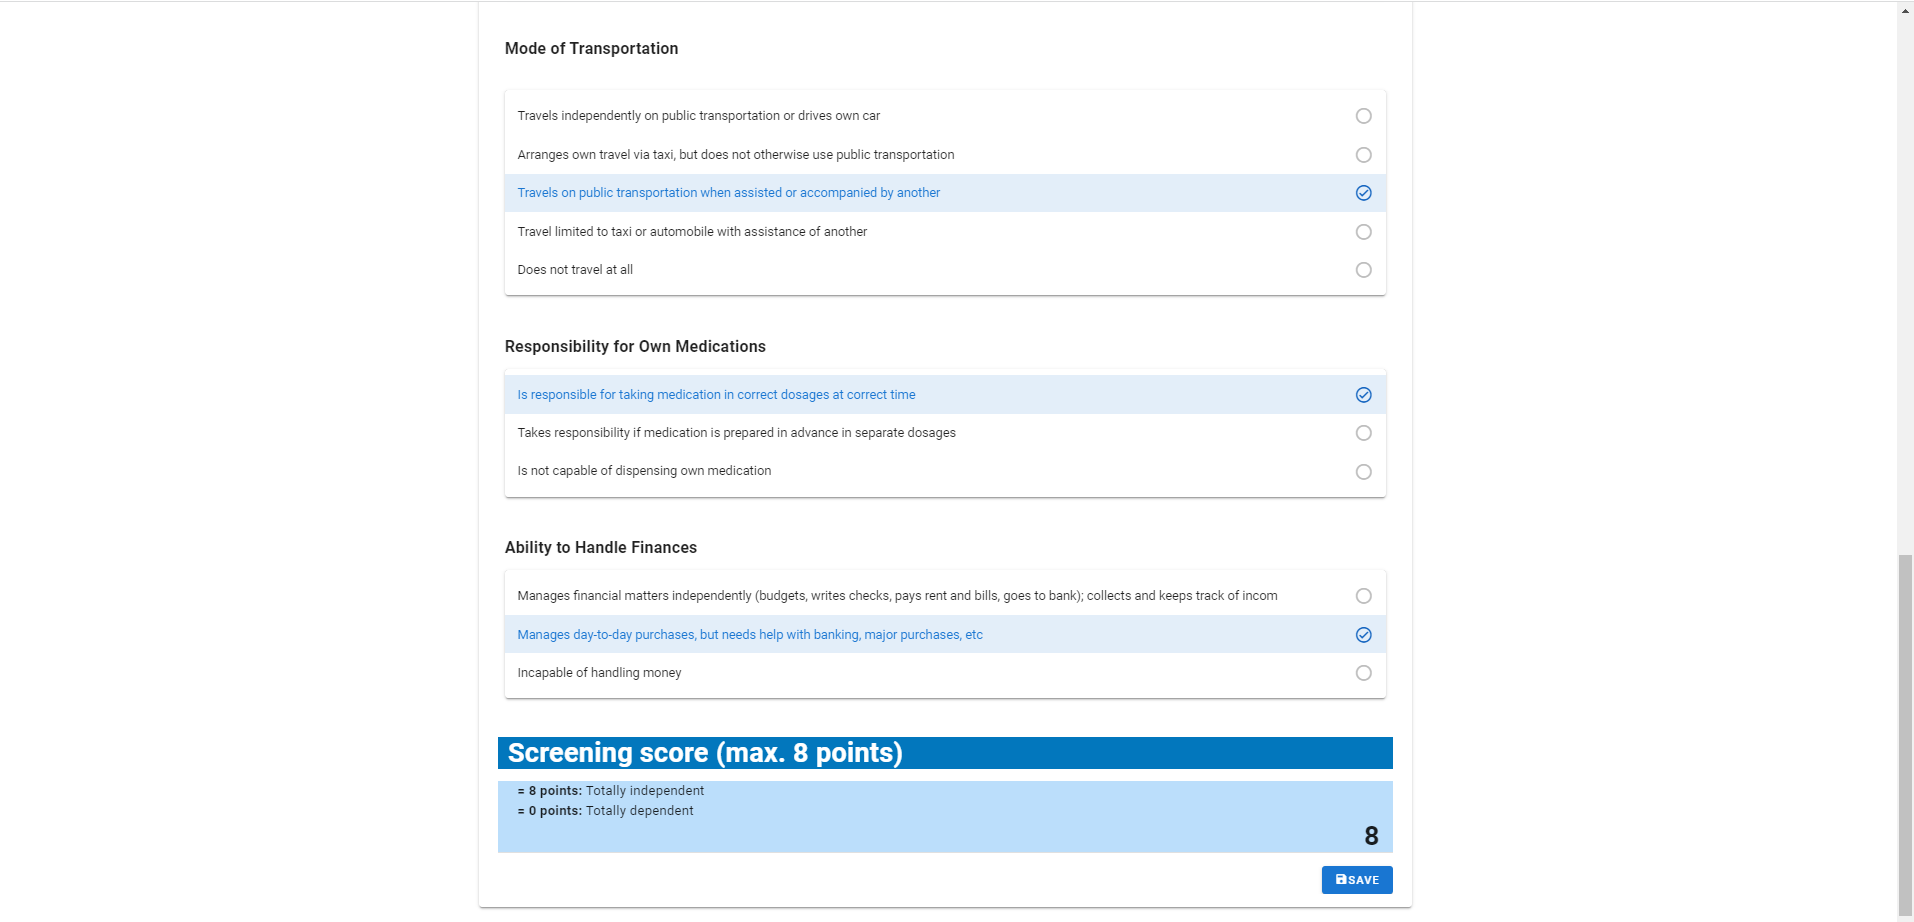 Mode of Transportation
Travels independently on public transportation or drives own car
Arranges own travel via taxi, but does not otherwise use public transportation
Travels on public transportation when assisted or accompanied by another
Travel limited to taxi or automobile with assistance of another
Does not travel at all
Responsibility for Own Medications
Is responsible for taking medication in correct dosages at correct time
Takes responsibility if medication is prepared in advance in separate dosages
Is not capable of dispensing own medication
Ability to Handle Finances
Manages financial matters independently (budgets, writes checks, pays rent and bills, goes to bank); collects and keeps track of incom
Manages day-to-day purchases, but needs help with banking, major purchases, etc
Incapable of handling money
Screening score (max. 8 points)
= 8 points: Totally independent
= 0 points: Totally dependent
8
SAVE